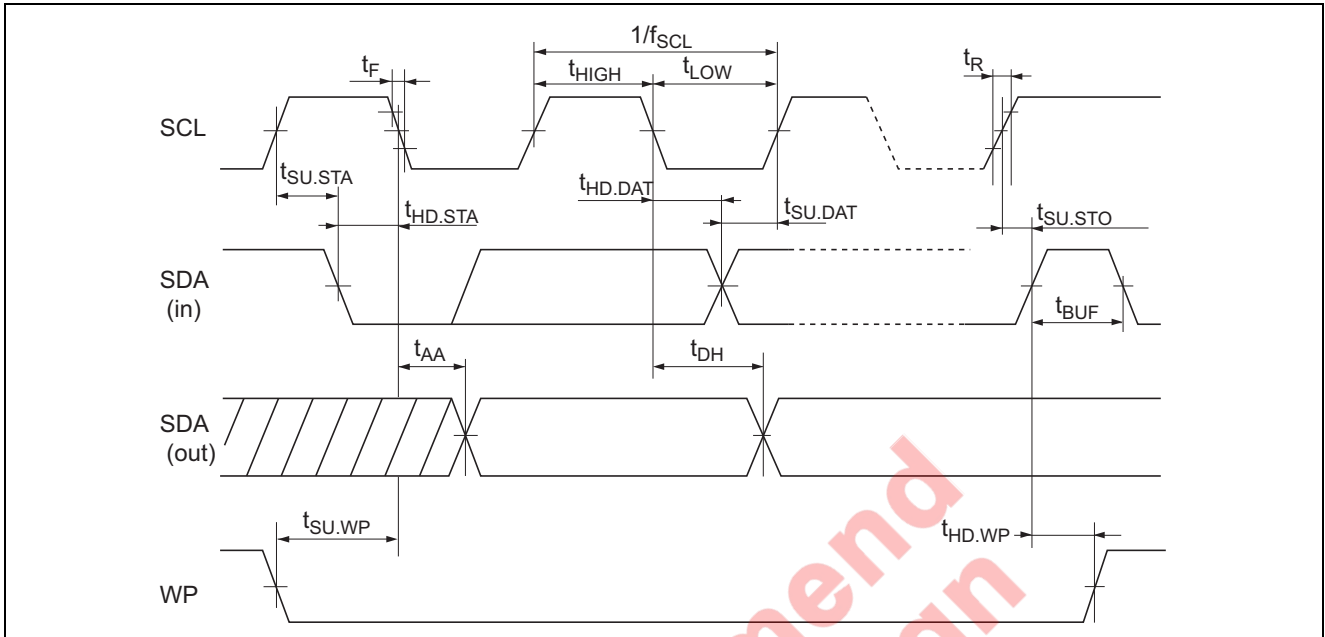 1/fSCL
tF
tHIGH
tLOW
tR
SCL
tSU.STA
tHD.STA
tHD.DAT
tSU.DAT
tSU.STO
SDA
(in)
tBUF
tAA
tDH
SDA
(out)
tSU.WP
tHD.WP
WP